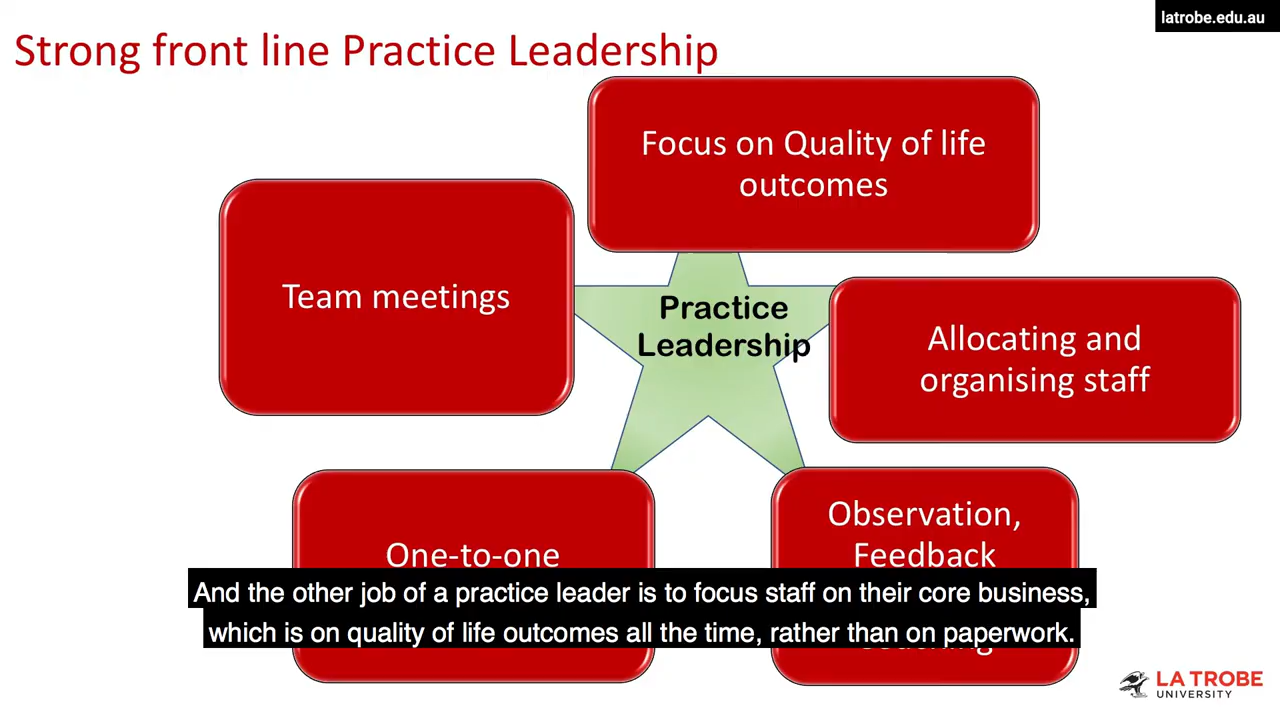 latrobe.edu.au
Strong front line Practice Leadership
Focus on Quality of life
outcomes
Team meetings
Practice
Leadership
Allocating and
organising staff
One-to-one
Observation,
Feedback
And the other job of a practice leader is to focus staff on their core business,
which is on quality of life outcomes all the time, rather than on paperwork.
LA TROBE
UNIVERSITY